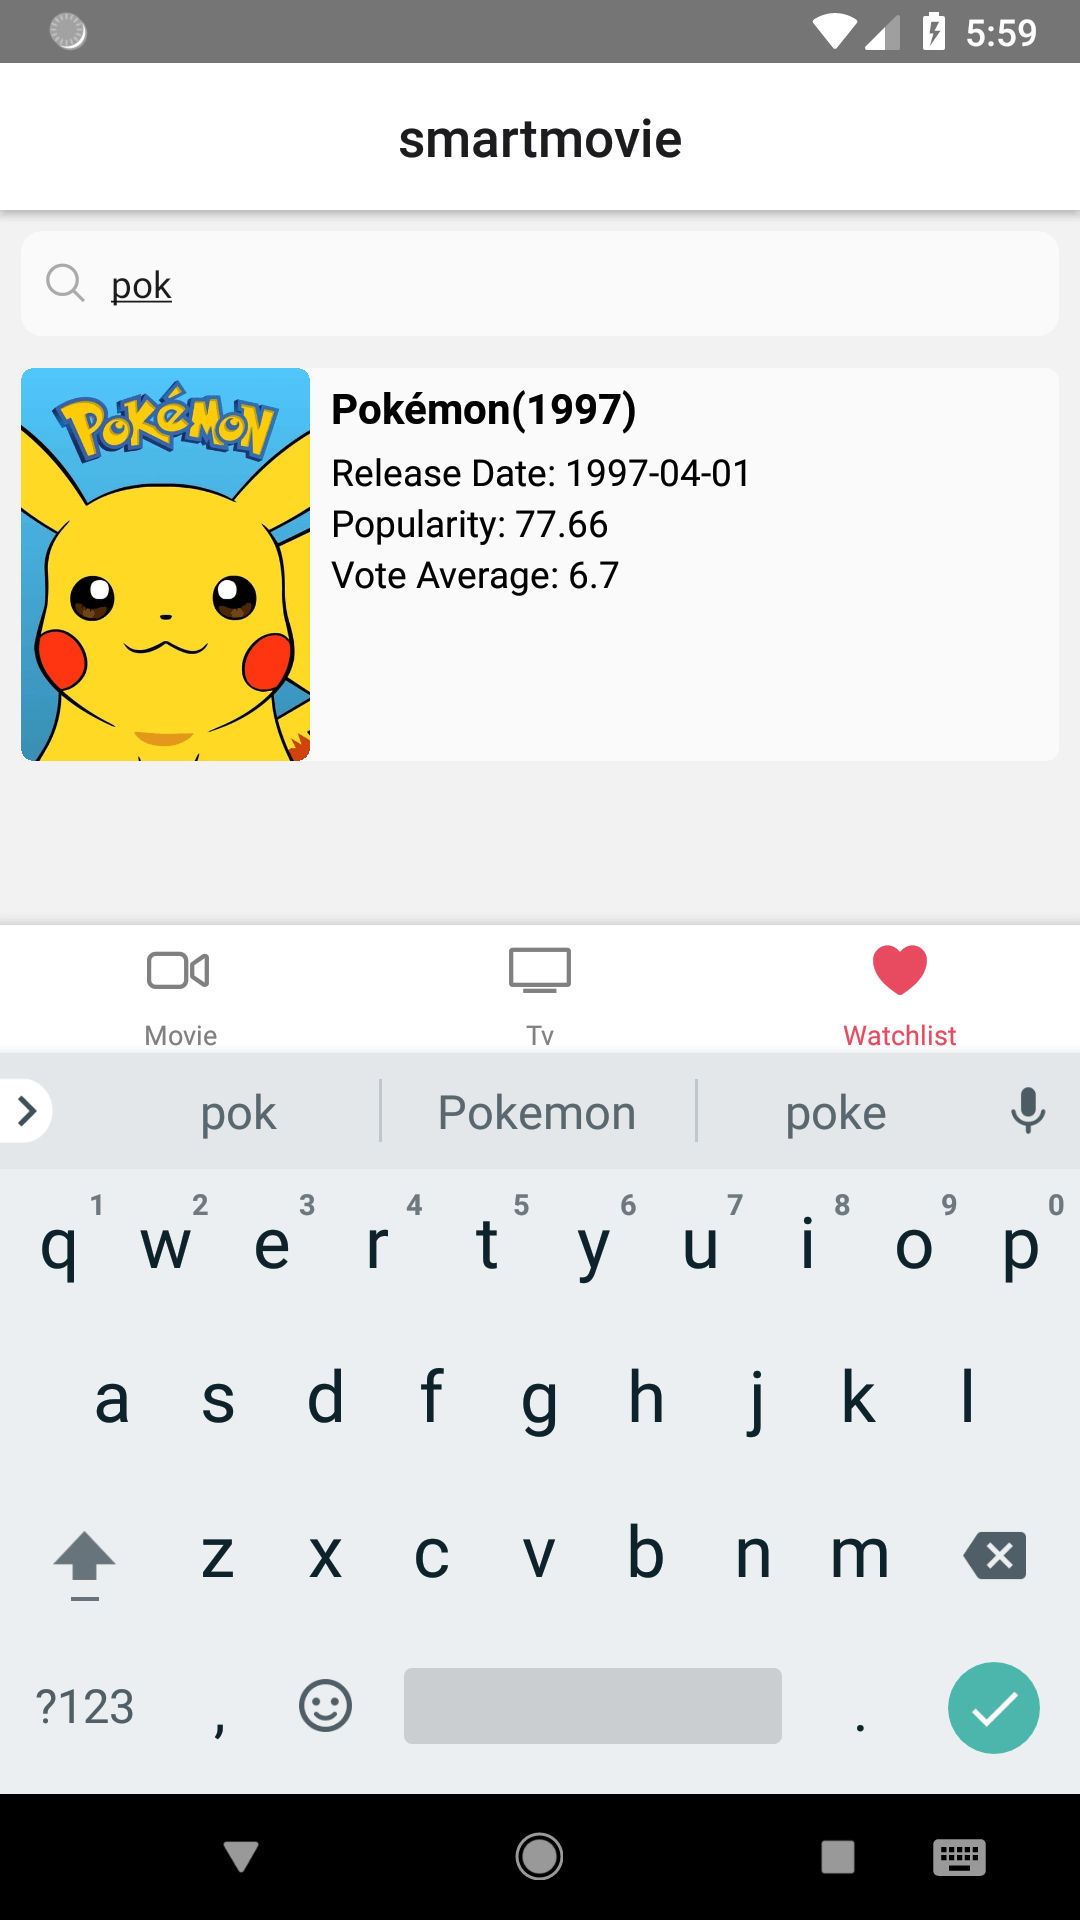 5:59
smartmovie
pok
POKéMON
Pokémon(1997)
Release Date: 1997-04-01
Popularity: 77.66
Vote Average: 6.7
Movie Tv Watchlist
pok Pokemon poke
1 2 3 4 5 6 7 8 9 0
q w e r t y u i o p
a s d f g h j k l
z x c v b n m
?123 , .